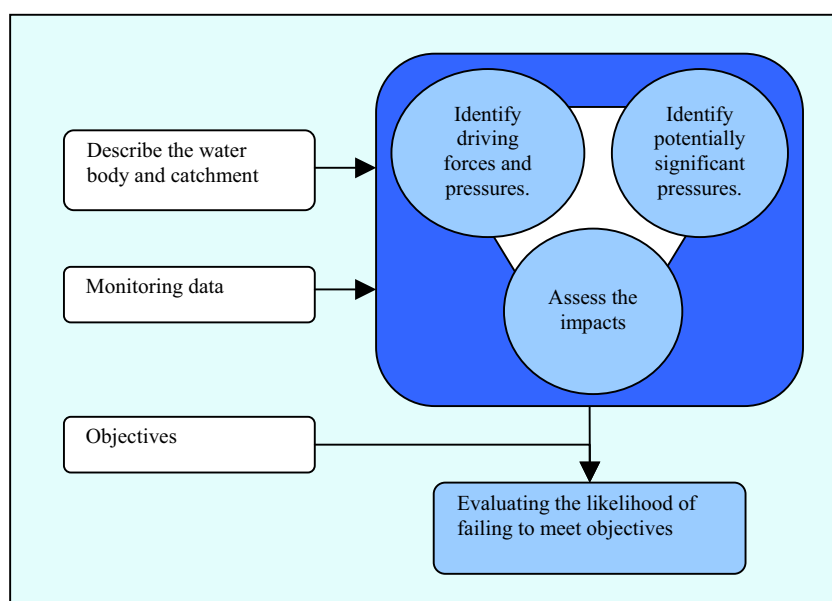 Describe the water
body and catchment
Monitoring data
Objectives
Identify
driving
forces and
pressures.
Identify
potentially
significant
pressures.
Assess the
impacts
Evaluating the likelihood of
failing to meet objectives